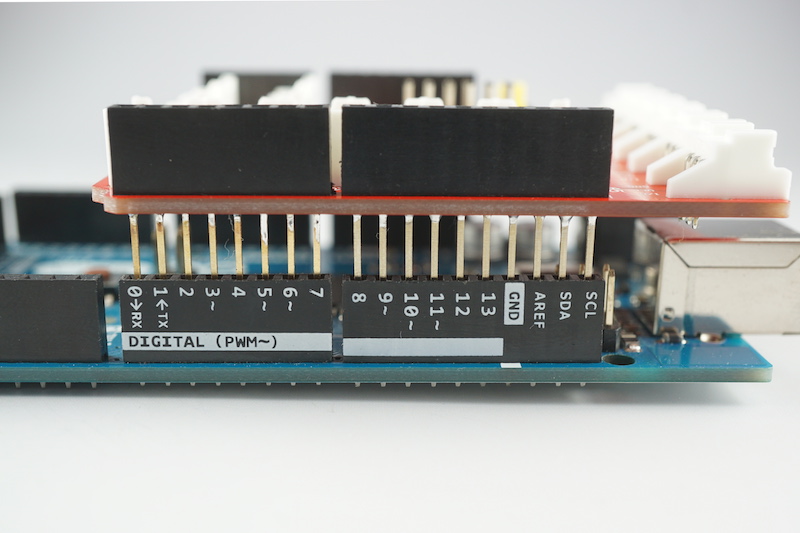 0→RX
1←TX
2
3~
4
5~
6~
7
8
9~
10~
11~
12
13
GND
AREF
SDA
SCL
DIGITAL (PWM~)